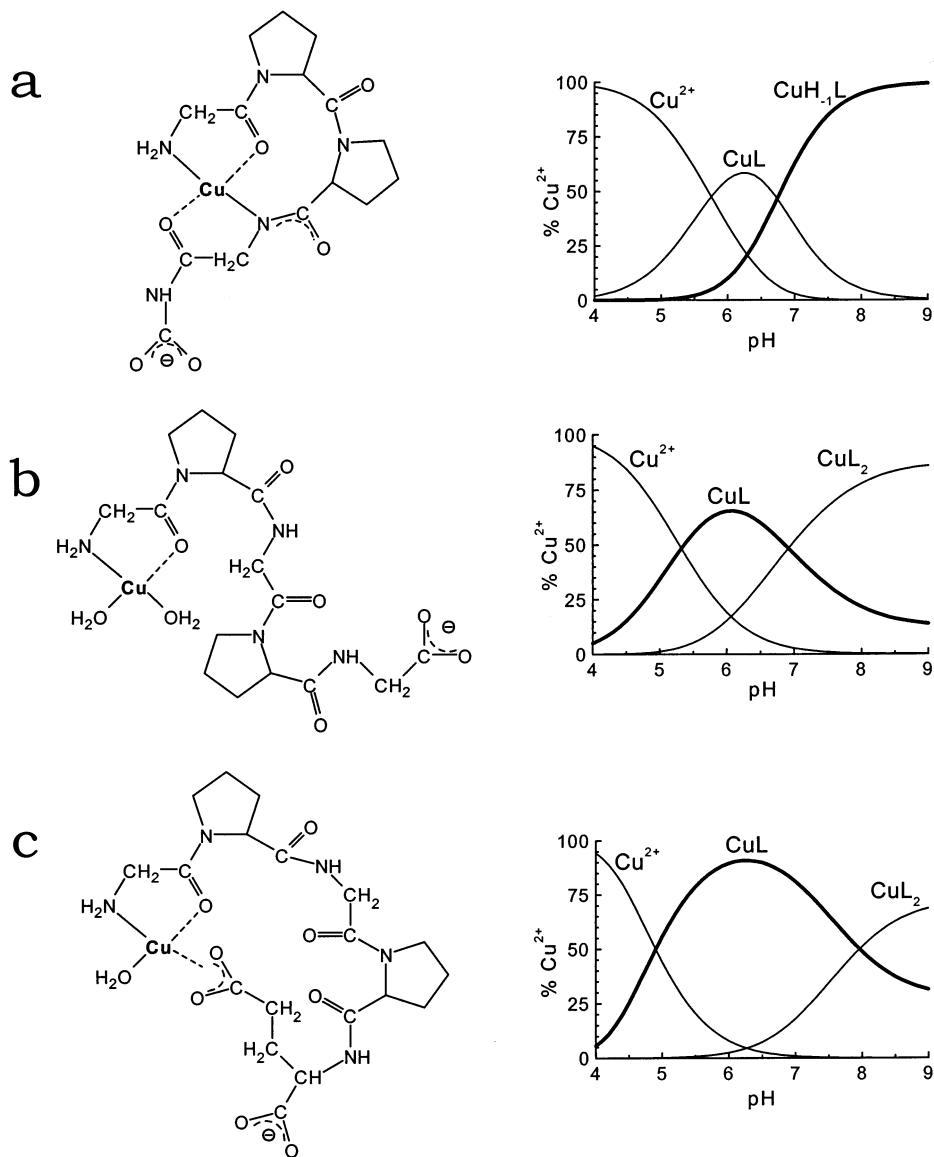 a
N
O
CH₂
C
C
H₂N
O
N
Cu
O
N
C
C
H₂C
O
NH
C
O ⊖ O
100
75
50
25
0
% Cu²⁺
Cu²⁺
CuL
CuH₋₁L
4 5 6 7 8 9
pH
b
N
O
CH₂
C
C
NH
H₂N
O
H₂C
Cu
H₂O
OH₂
C
O
N
NH
O
⊖
C
O
C
CH₂
O
100
75
50
25
0
% Cu²⁺
Cu²⁺
CuL
CuL₂
4 5 6 7 8 9
pH
c
N
O
CH₂
C
C
NH
H₂N
O
CH₂
Cu
H₂O
O
O
C
O
C
N
CH₂
O
C
H₂C
NH
CH
C
O
⊖
O
100
75
50
25
0
% Cu²⁺
Cu²⁺
CuL
CuL₂
4 5 6 7 8 9
pH